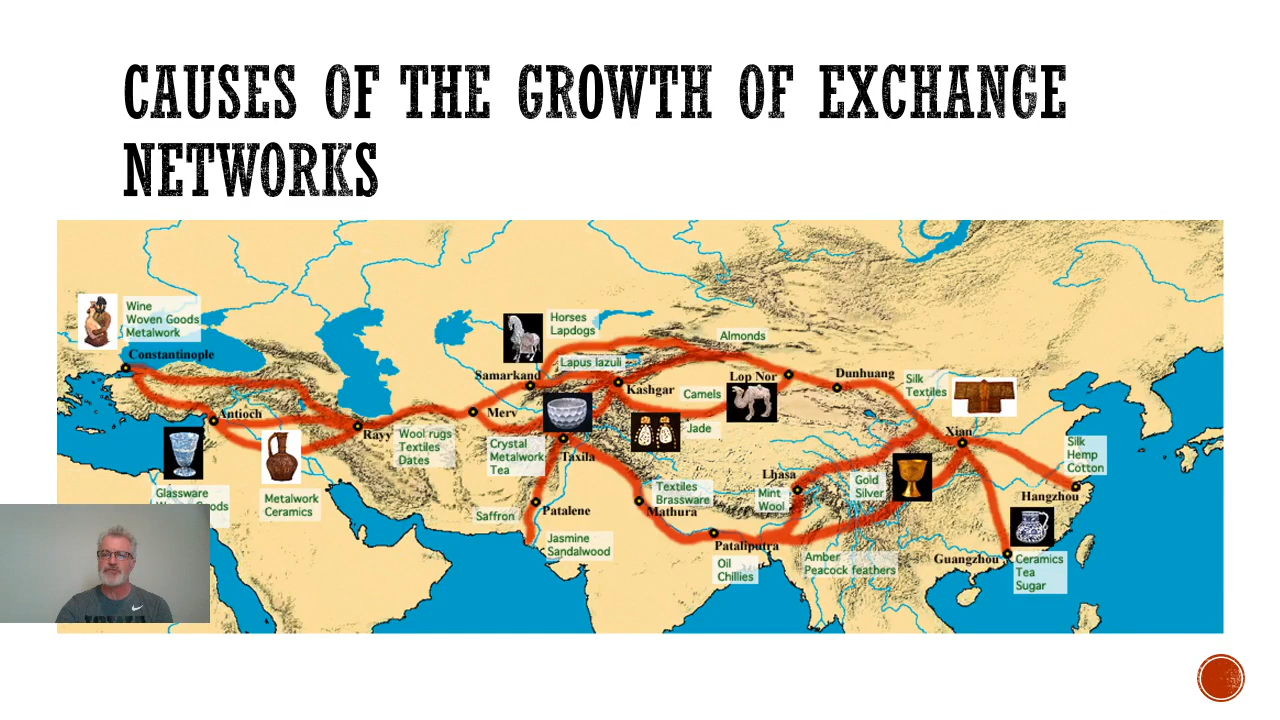 CAUSES OF THE GROWTH OF EXCHANGE
NETWORKS
Wine
Woven Goods
Metalwork
Constantinople
Antioch
Glassware
Metalwork
Ceramics
Rayy
Wool rugs
Textiles
Dates
Merv
Samarkand
Horses
Lapdogs
Lapus lazuli
Kashgar
Crystal
Metalwork
Tea
Taxila
Saffron
Patalene
Jasmine
Sandalwood
Textiles
Brassware
Mathura
Jade
Camels
Almonds
Lop Nor
Dunhuang
Silk
Textiles
Xian
Lhasa
Mint
Wool
Gold
Silver
Pataliputra
Oil
Chillies
Amber
Peacock feathers
Silk
Hemp
Cotton
Hangzhou
Guangzhou
Ceramics
Tea
Sugar